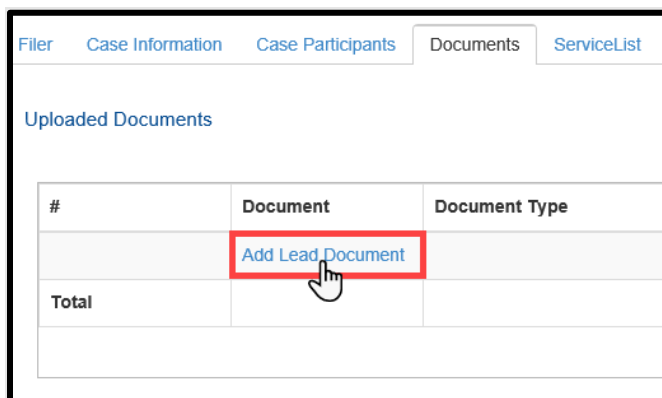 Filer Case Information Case Participants Documents ServiceList
Uploaded Documents
# Document Document Type
Add Lead Document
Total